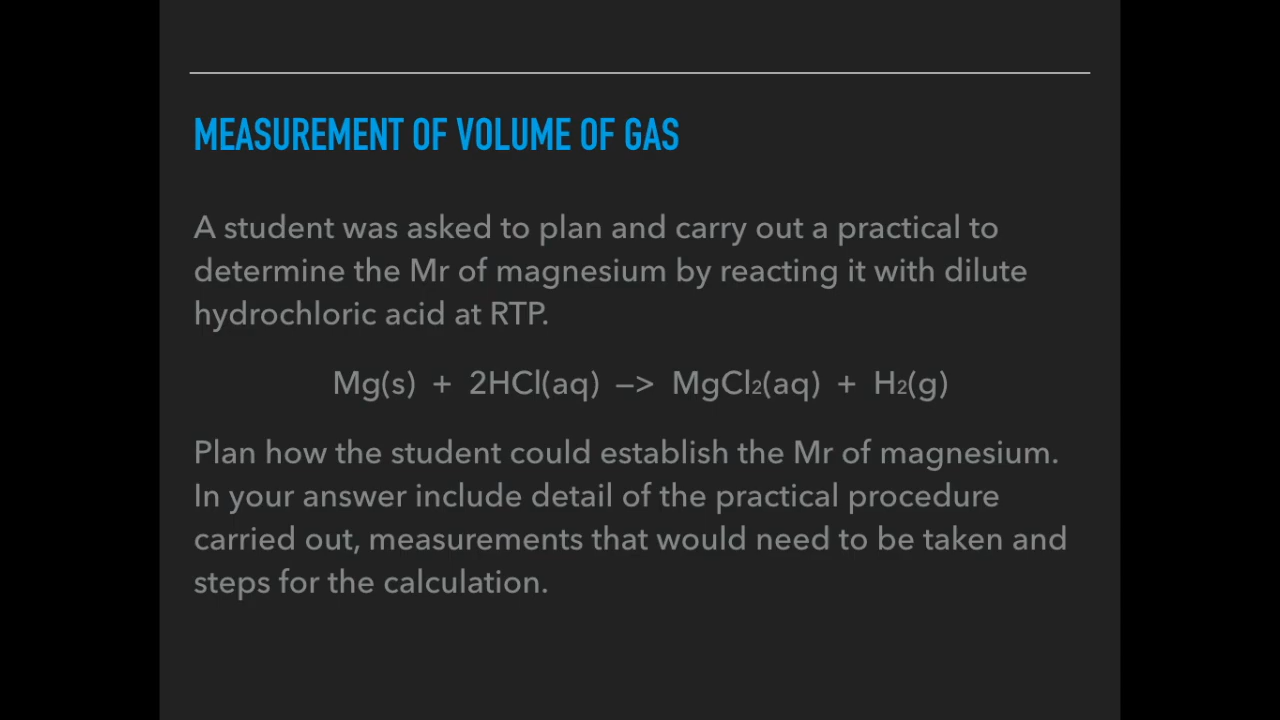 MEASUREMENT OF VOLUME OF GAS
A student was asked to plan and carry out a practical to
determine the Mr of magnesium by reacting it with dilute
hydrochloric acid at RTP.
Mg(s) + 2HCl(aq) —> MgCl₂(aq) + H₂(g)
Plan how the student could establish the Mr of magnesium.
In your answer include detail of the practical procedure
carried out, measurements that would need to be taken and
steps for the calculation.